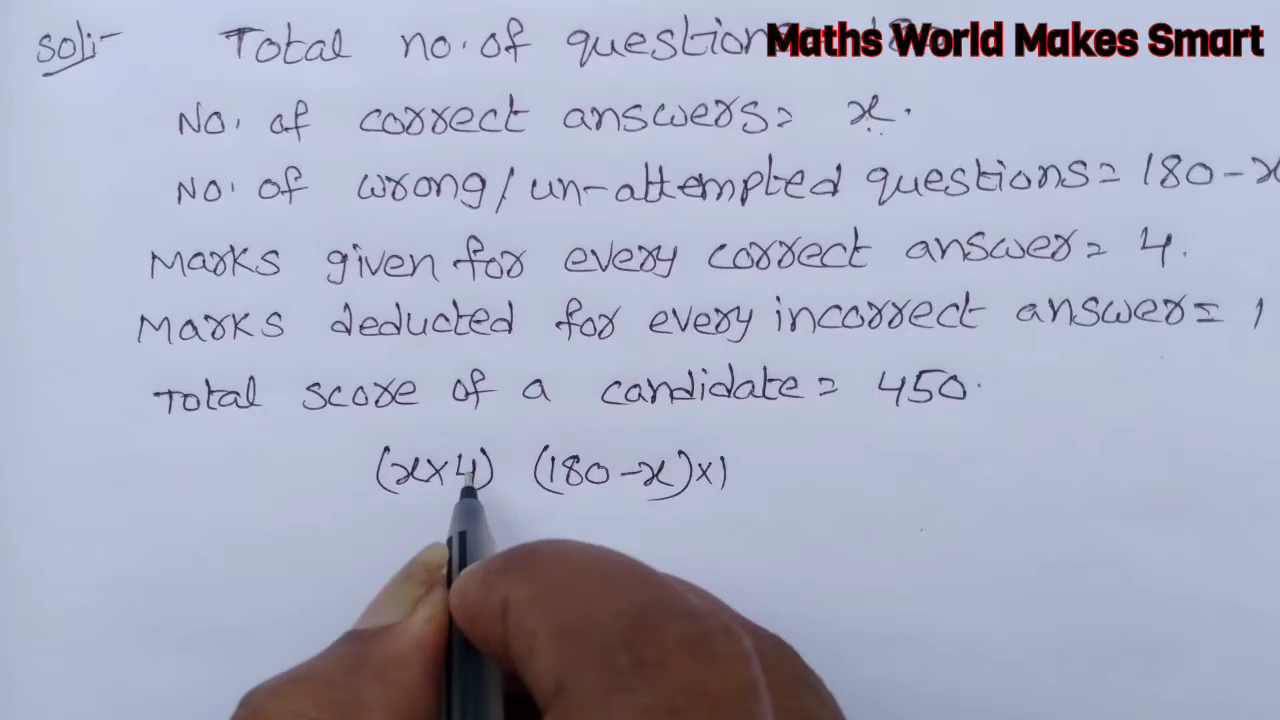 Maths World Makes Smart
Sol:- Total no. of question
No. of correct answers= x.
No. of wrong/un-attempted questions= 180-x
Marks given for every correct answer= 4.
Marks deducted for every incorrect answer= 1
Total score of a candidate= 450.
(x×4) (180-x)×1